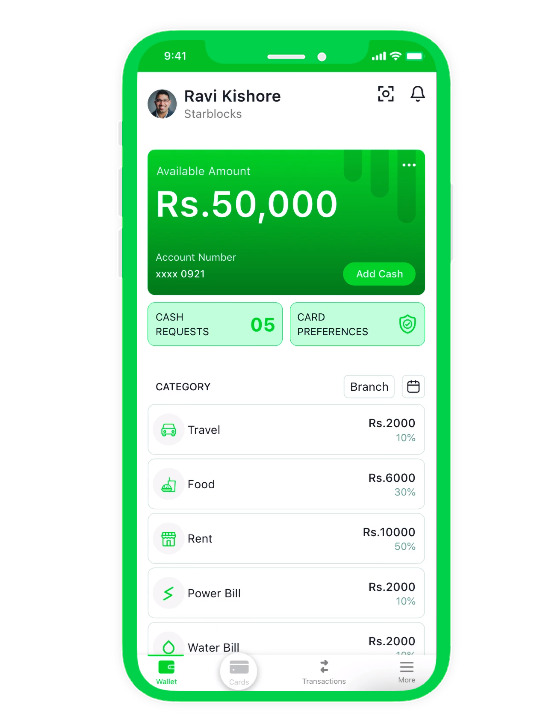 9:41
Ravi Kishore
Starblocks
Available Amount
Rs.50,000
Account Number
xxxx 0921
Add Cash
CASH
REQUESTS
05
CARD
PREFERENCES
CATEGORY
Branch
Travel
Rs.2000
10%
Food
Rs.6000
30%
Rent
Rs.10000
50%
Power Bill
Rs.2000
10%
Water Bill
Rs.2000
10%
Wallet
Cards
Transactions
More